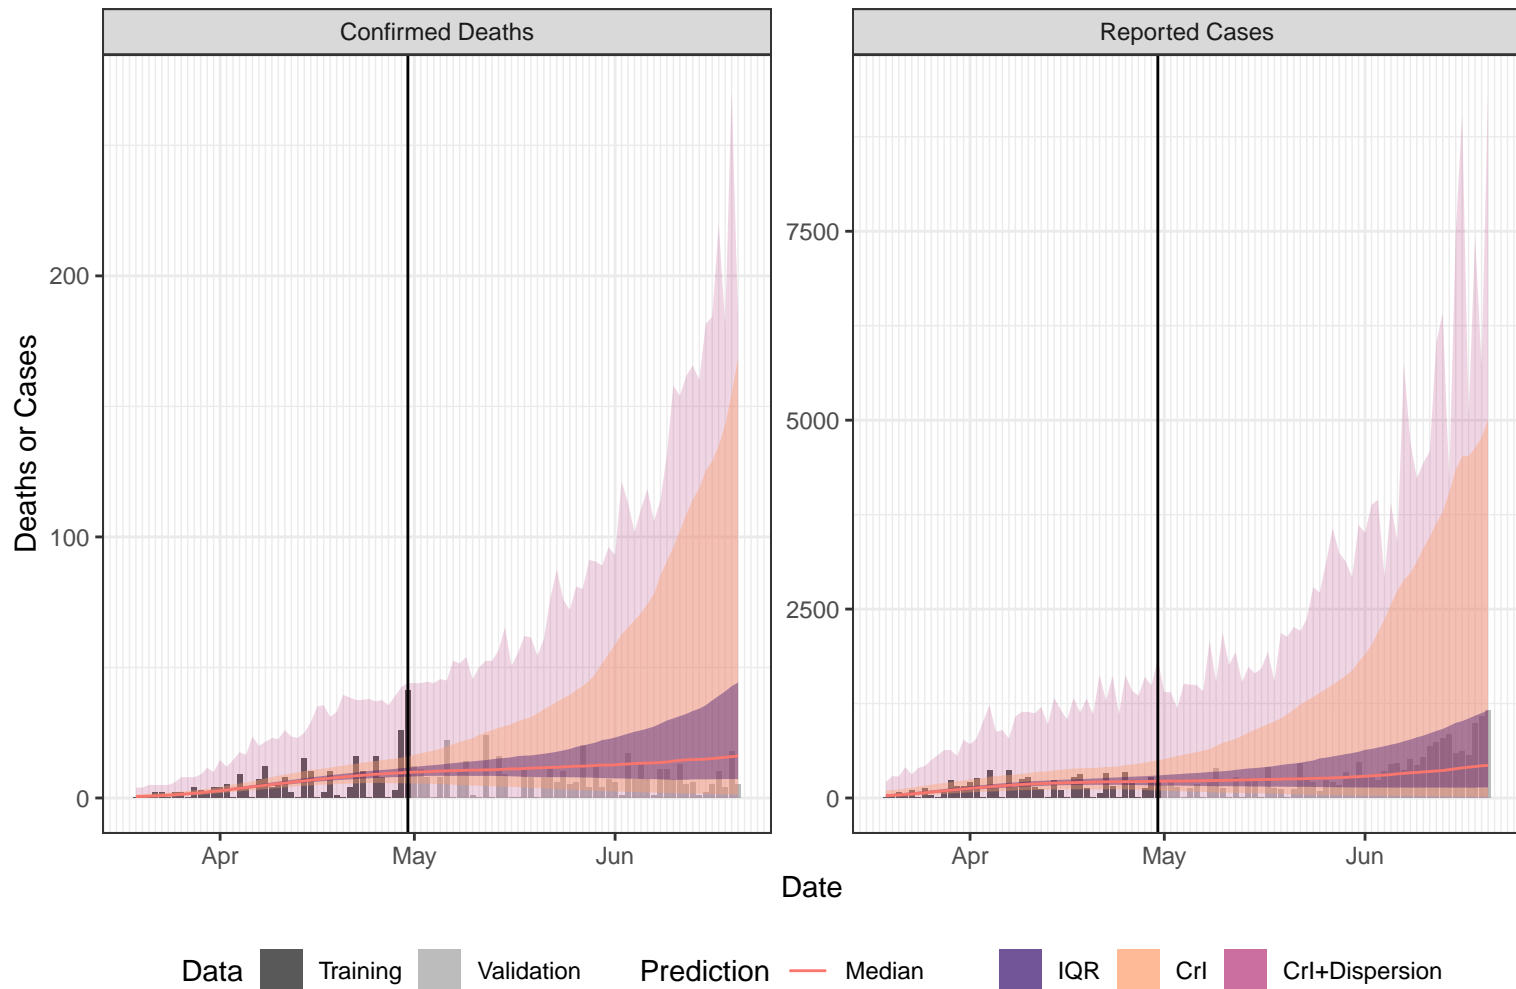 Confirmed Deaths
Reported Cases
Deaths or Cases
200
100
0
7500
5000
2500
0
Apr May Jun
Apr May Jun
Date
Data Training Validation Prediction Median IQR CrI CrI+Dispersion